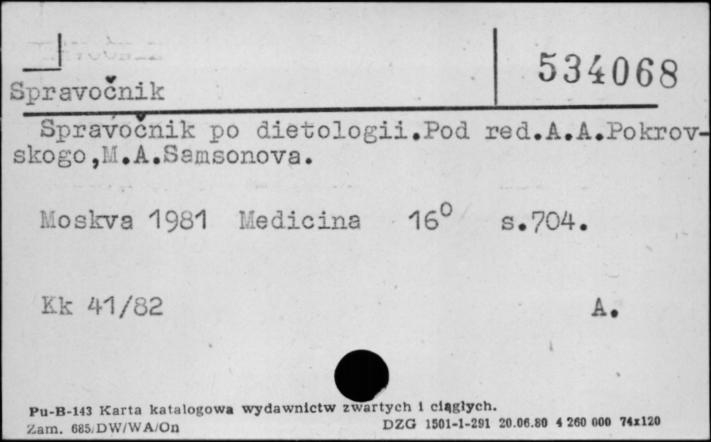 534068
Spravočnik
Spravočnik po dietologii.Pod red.A.A.Pokrov-
skogo,M.A.Samsonova.
Moskva 1981 Medicina 16⁰ s.704.
Kk 41/82 A.
Pu-B-143 Karta katalogowa wydawnictw zwartych i ciągłych.
Zam. 685/DW/WA/On DZG 1501-1-291 20.06.80 4 260 000 74x120